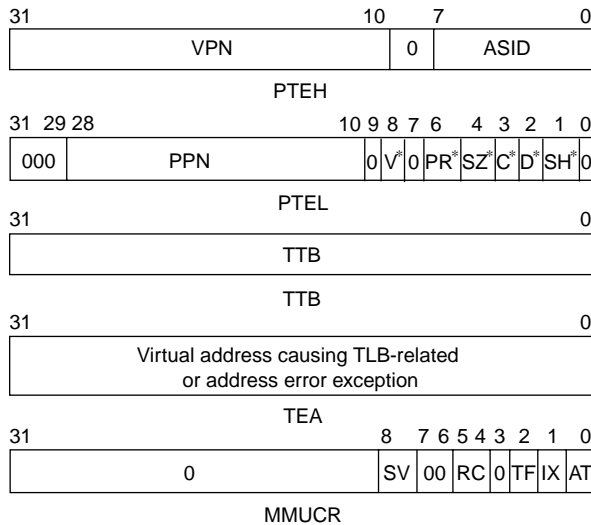 31 10 7 0
VPN 0 ASID
PTEH
31 29 28 10 9 8 7 6 4 3 2 1 0
000 PPN 0 V* 0 PR* SZ* C* D* SH* 0
PTEL
31 0
TTB
TTB
31 0
Virtual address causing TLB-related
or address error exception
TEA
31 8 7 6 5 4 3 2 1 0
0 SV 00 RC 0 TF IX AT
MMUCR